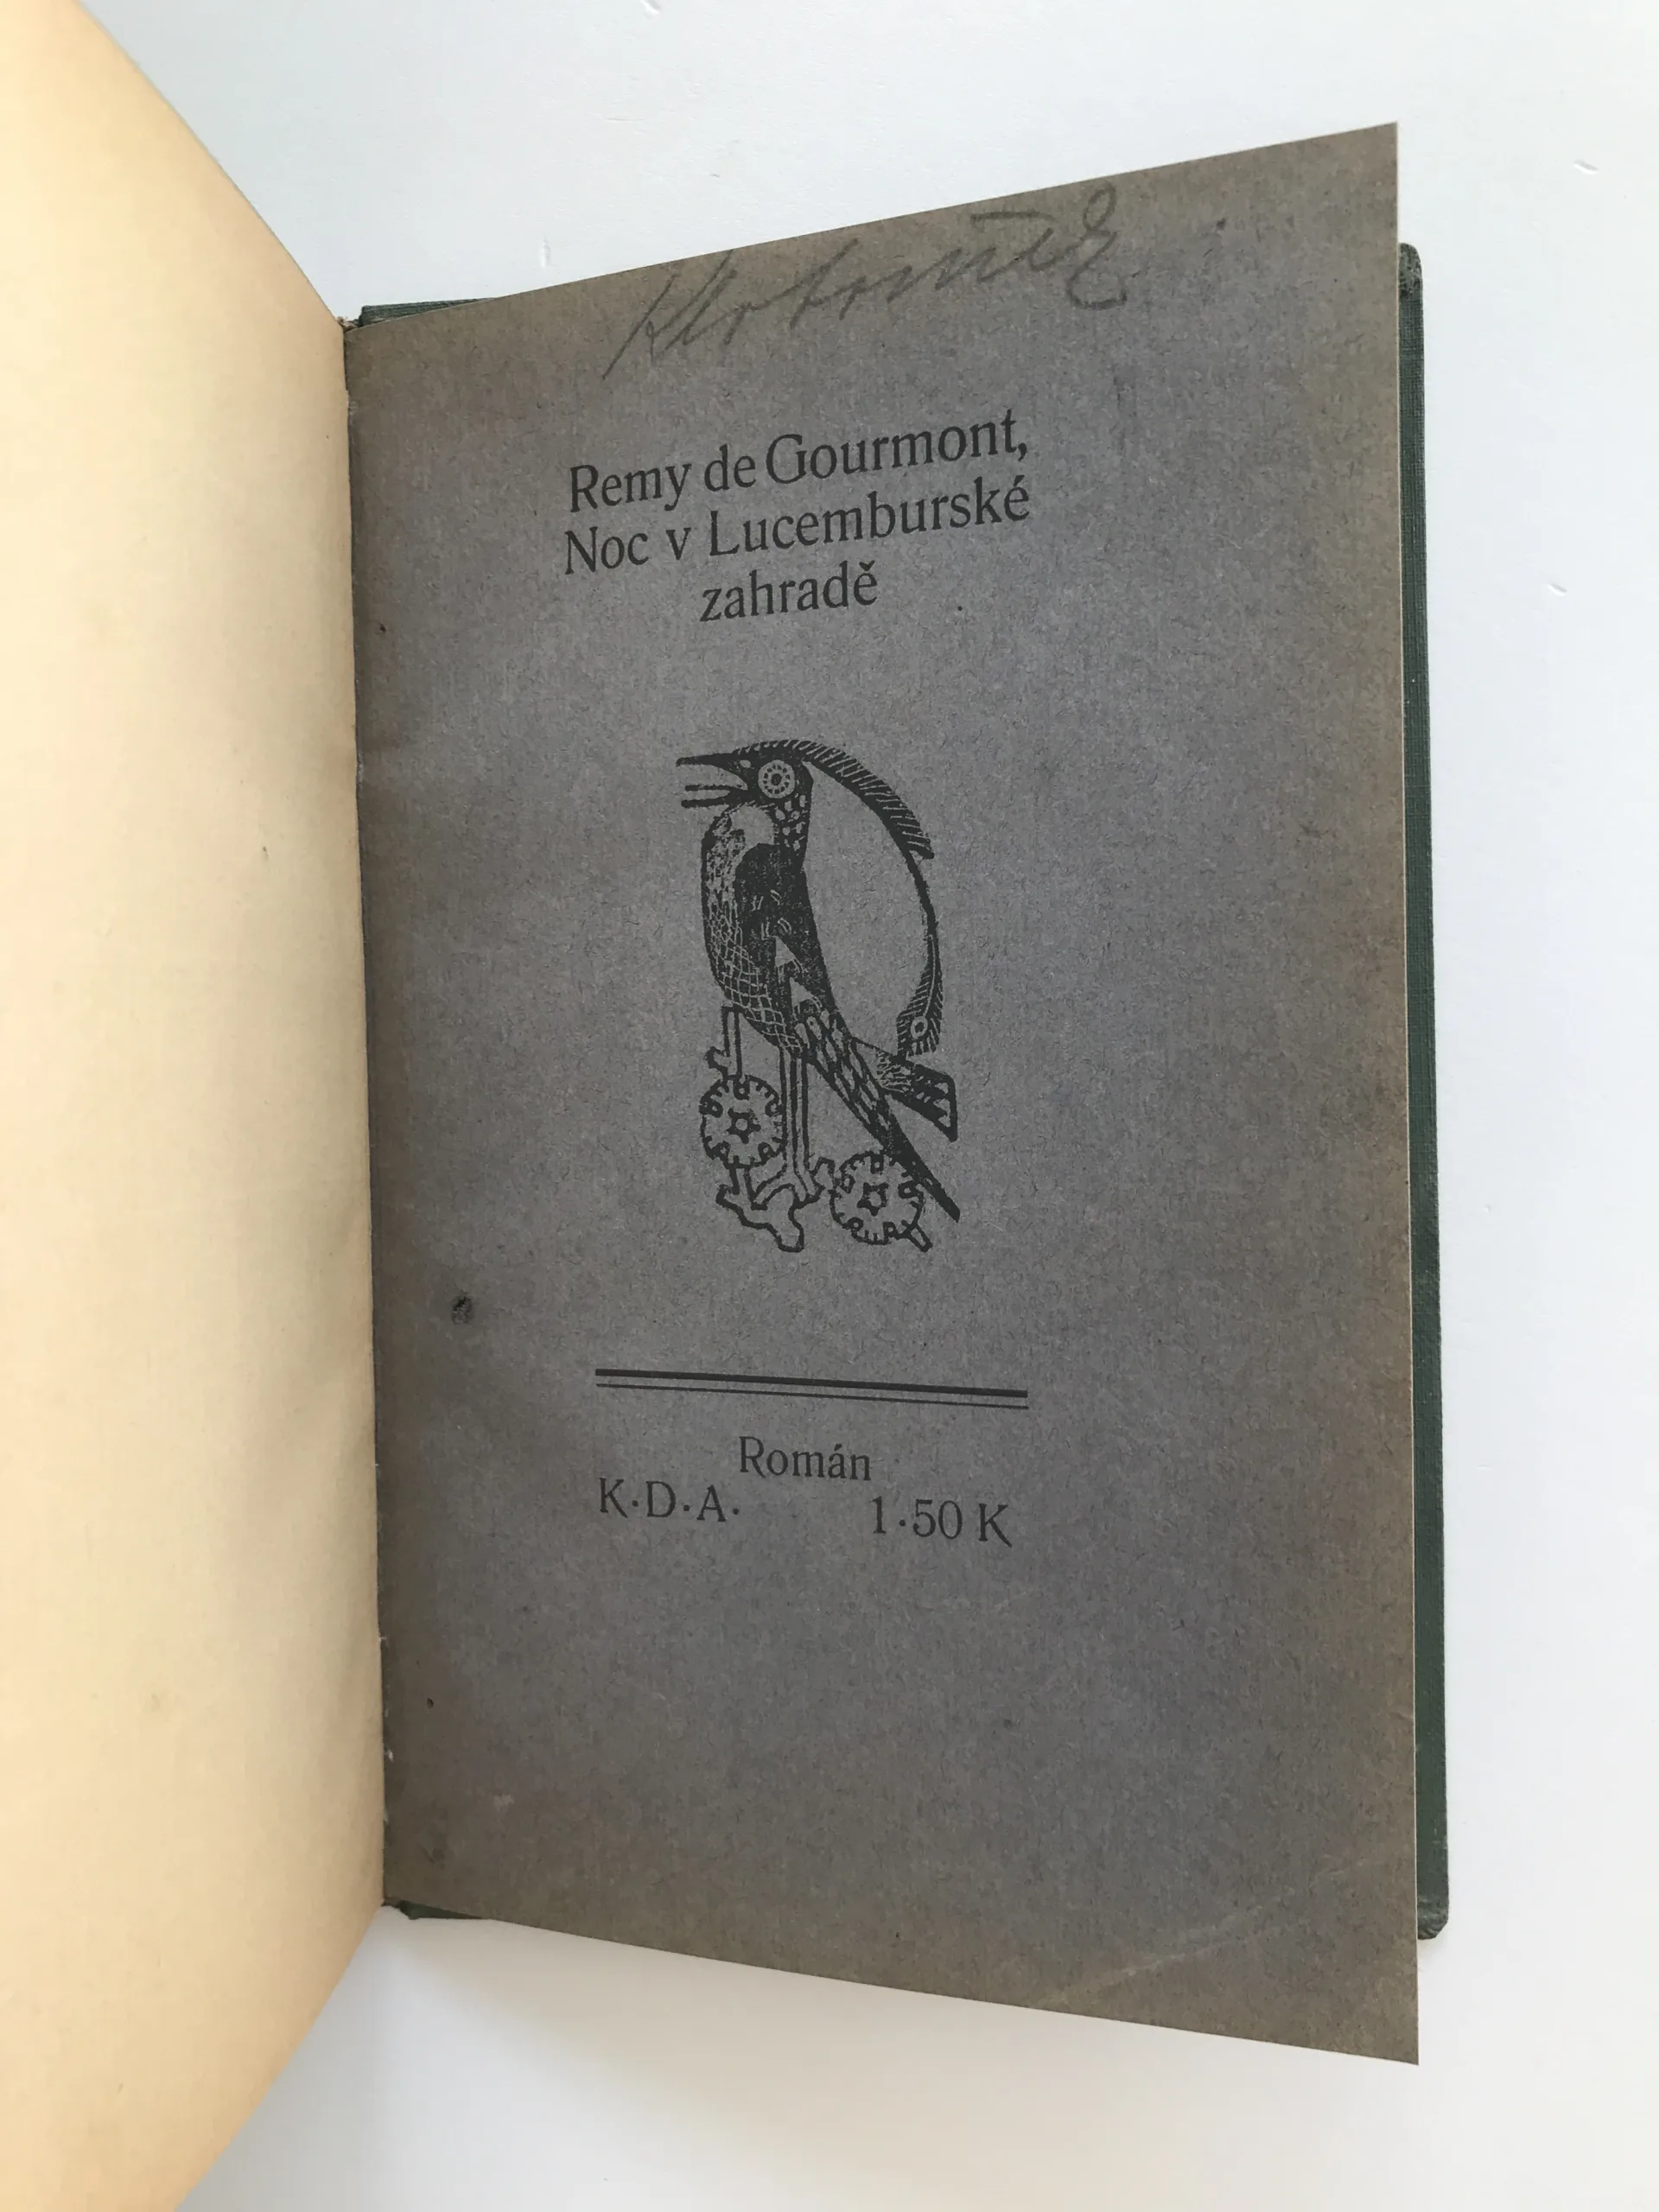 Remy de Gourmont,
Noc v Lucemburské
zahradě
Román
K·D·A· 1·50 K